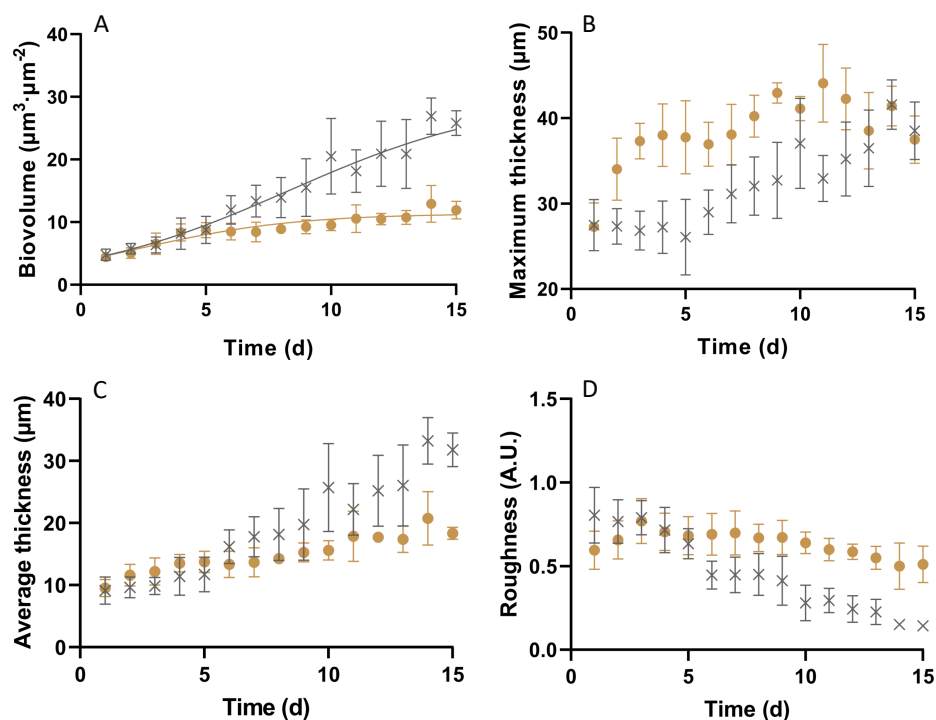 A
Biovolume (µm³·µm⁻²)
40
30
20
10
0
0
5
10
15
Time (d)
B
Maximum thickness (µm)
50
40
30
20
0
5
10
15
Time (d)
C
Average thickness (µm)
40
30
20
10
0
0
5
10
15
Time (d)
D
Roughness (A.U.)
1.5
1.0
0.5
0.0
0
5
10
15
Time (d)